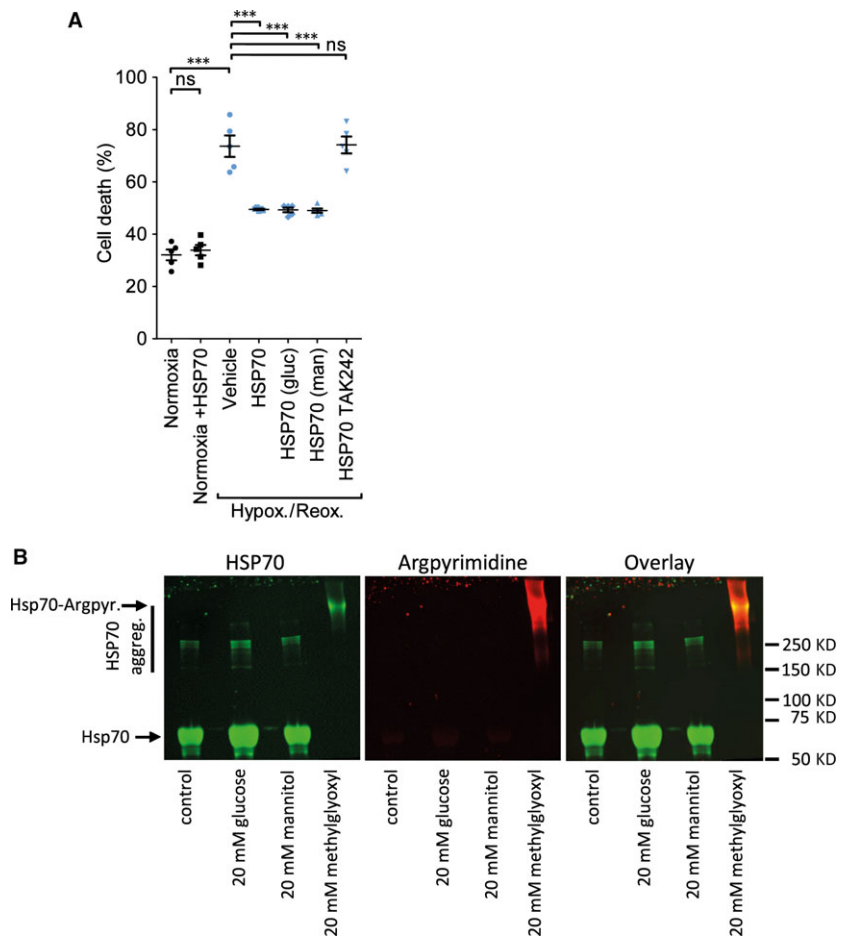 A
***
***
***
ns
***
ns
100
80
60
40
20
0
Cell death (%)
Normoxia
Normoxia +HSP70
Vehicle
HSP70
HSP70 (gluc)
HSP70 (man)
HSP70 TAK242
Hypox./Reox.
B
HSP70
Argpyrimidine
Overlay
Hsp70-Argpyr.
HSP70
aggreg.
Hsp70
250 KD
150 KD
100 KD
75 KD
50 KD
control
20 mM glucose
20 mM mannitol
20 mM methylglyoxyl
control
20 mM glucose
20 mM mannitol
20 mM methylglyoxyl
control
20 mM glucose
20 mM mannitol
20 mM methylglyoxyl